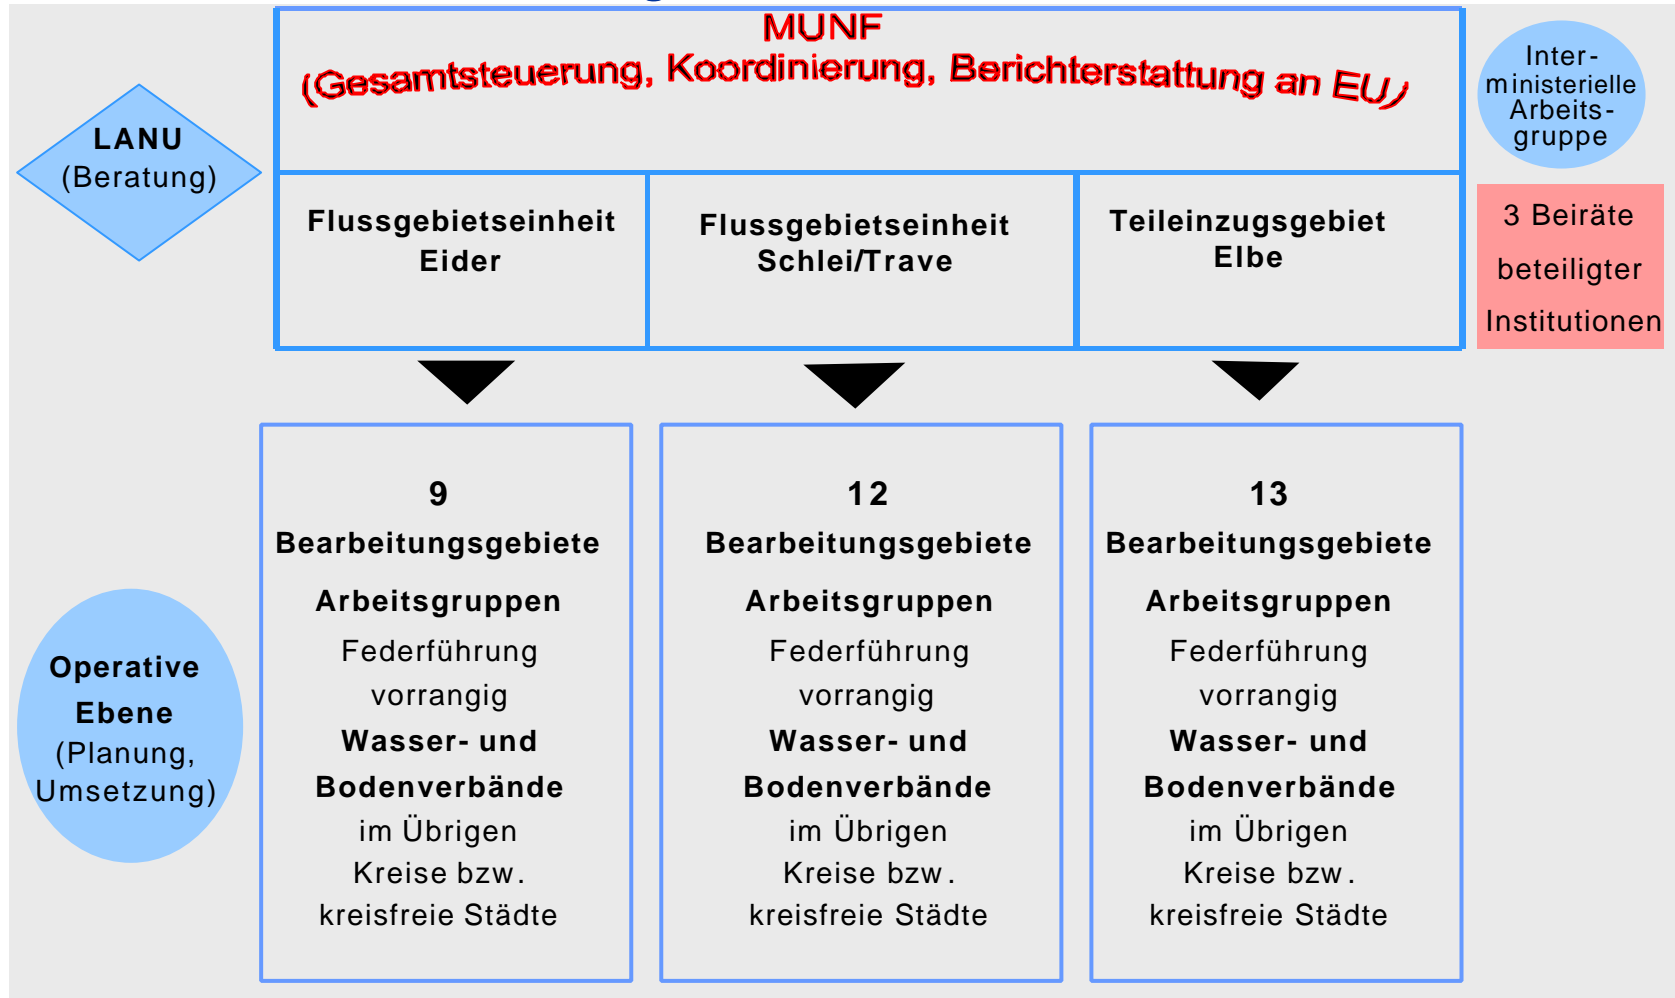 MUNF
(Gesamtsteuerung, Koordinierung, Berichterstattung an EU)
Inter-
ministerielle
Arbeits-
gruppe
LANU
(Beratung)
Flussgebietseinheit
Eider
Flussgebietseinheit
Schlei/Trave
Teileinzugsgebiet
Elbe
3 Beiräte
beteiligter
Institutionen
Operative
Ebene
(Planung,
Umsetzung)
9
Bearbeitungsgebiete
Arbeitsgruppen
Federführung
vorrangig
Wasser- und
Bodenverbände
im Übrigen
Kreise bzw.
kreisfreie Städte
12
Bearbeitungsgebiete
Arbeitsgruppen
Federführung
vorrangig
Wasser- und
Bodenverbände
im Übrigen
Kreise bzw.
kreisfreie Städte
13
Bearbeitungsgebiete
Arbeitsgruppen
Federführung
vorrangig
Wasser- und
Bodenverbände
im Übrigen
Kreise bzw.
kreisfreie Städte